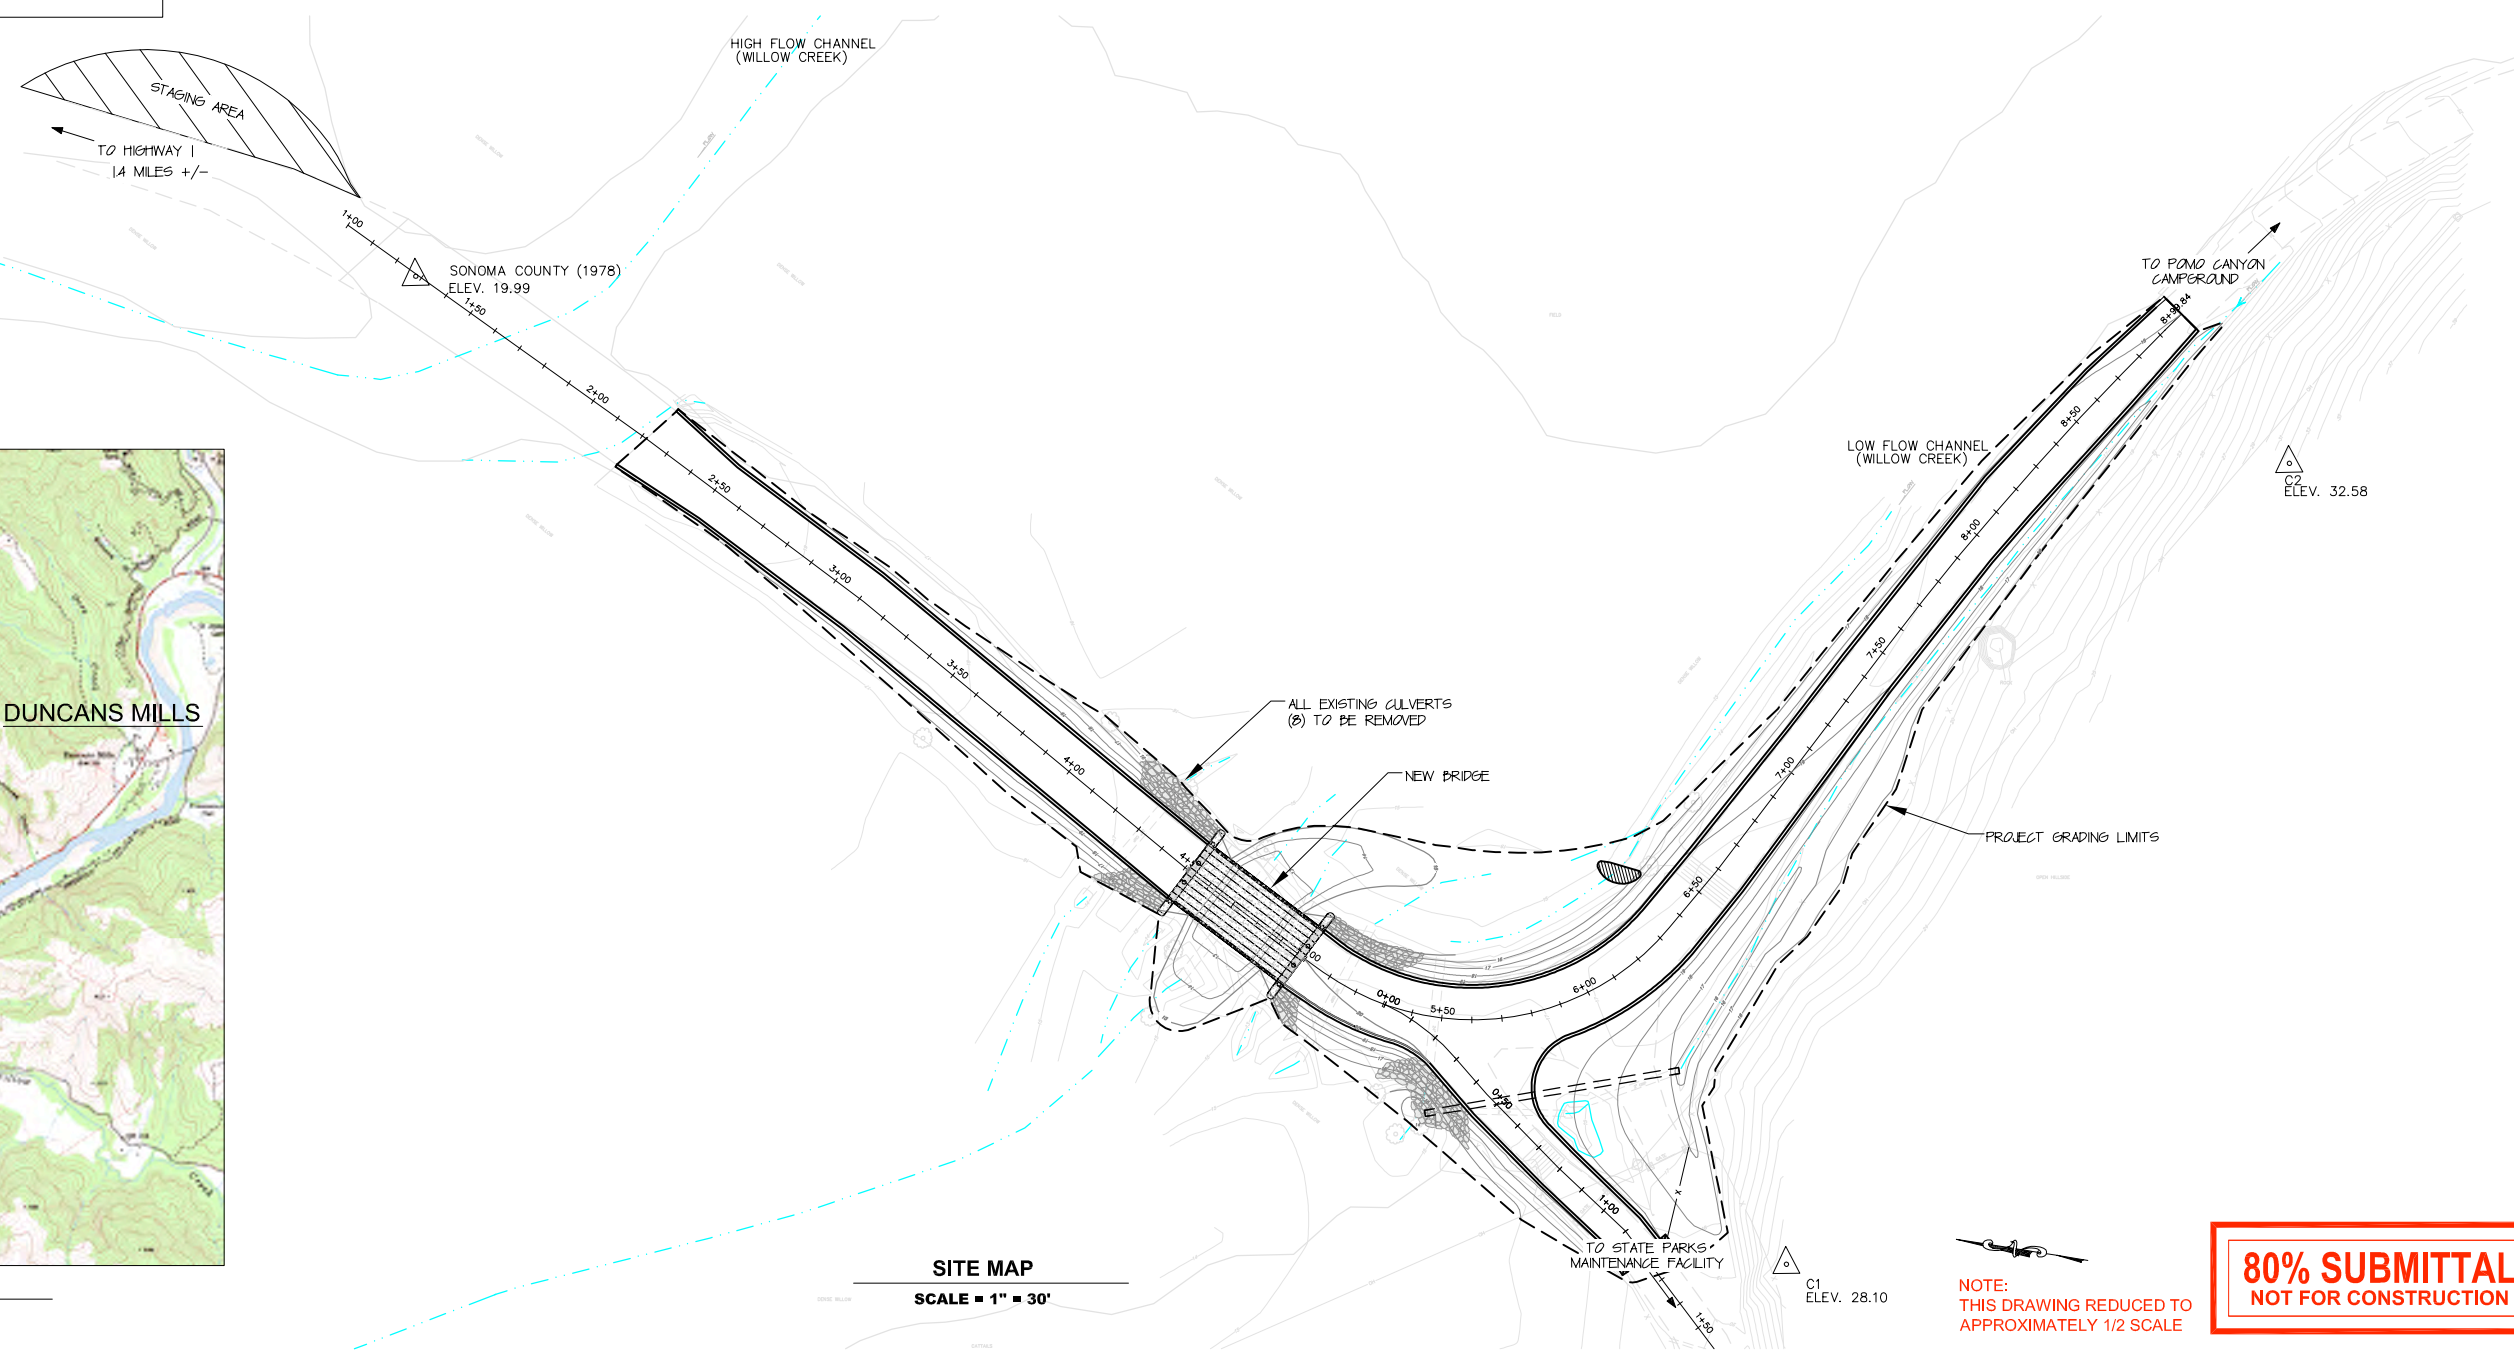 HIGH FLOW CHANNEL
(WILLOW CREEK)
STAGING AREA
TO HIGHWAY 1
1.4 MILES +/-
1+00
SONOMA COUNTY (1978)
ELEV. 19.99
1+50
2+00
2+50
3+00
3+50
4+00
TO POMO CANYON
CAMPGROUND
8+99.84
8+50
8+00
7+50
7+00
6+50
6+00
5+50
0+00
0+50
1+00
1+50
LOW FLOW CHANNEL
(WILLOW CREEK)
C2
ELEV. 32.58
DUNCANS MILLS
ALL EXISTING CULVERTS
(8) TO BE REMOVED
NEW BRIDGE
PROJECT GRADING LIMITS
TO STATE PARKS
MAINTENANCE FACILITY
C1
ELEV. 28.10
SITE MAP
SCALE = 1" = 30'
NOTE:
THIS DRAWING REDUCED TO
APPROXIMATELY 1/2 SCALE
80% SUBMITTAL
NOT FOR CONSTRUCTION